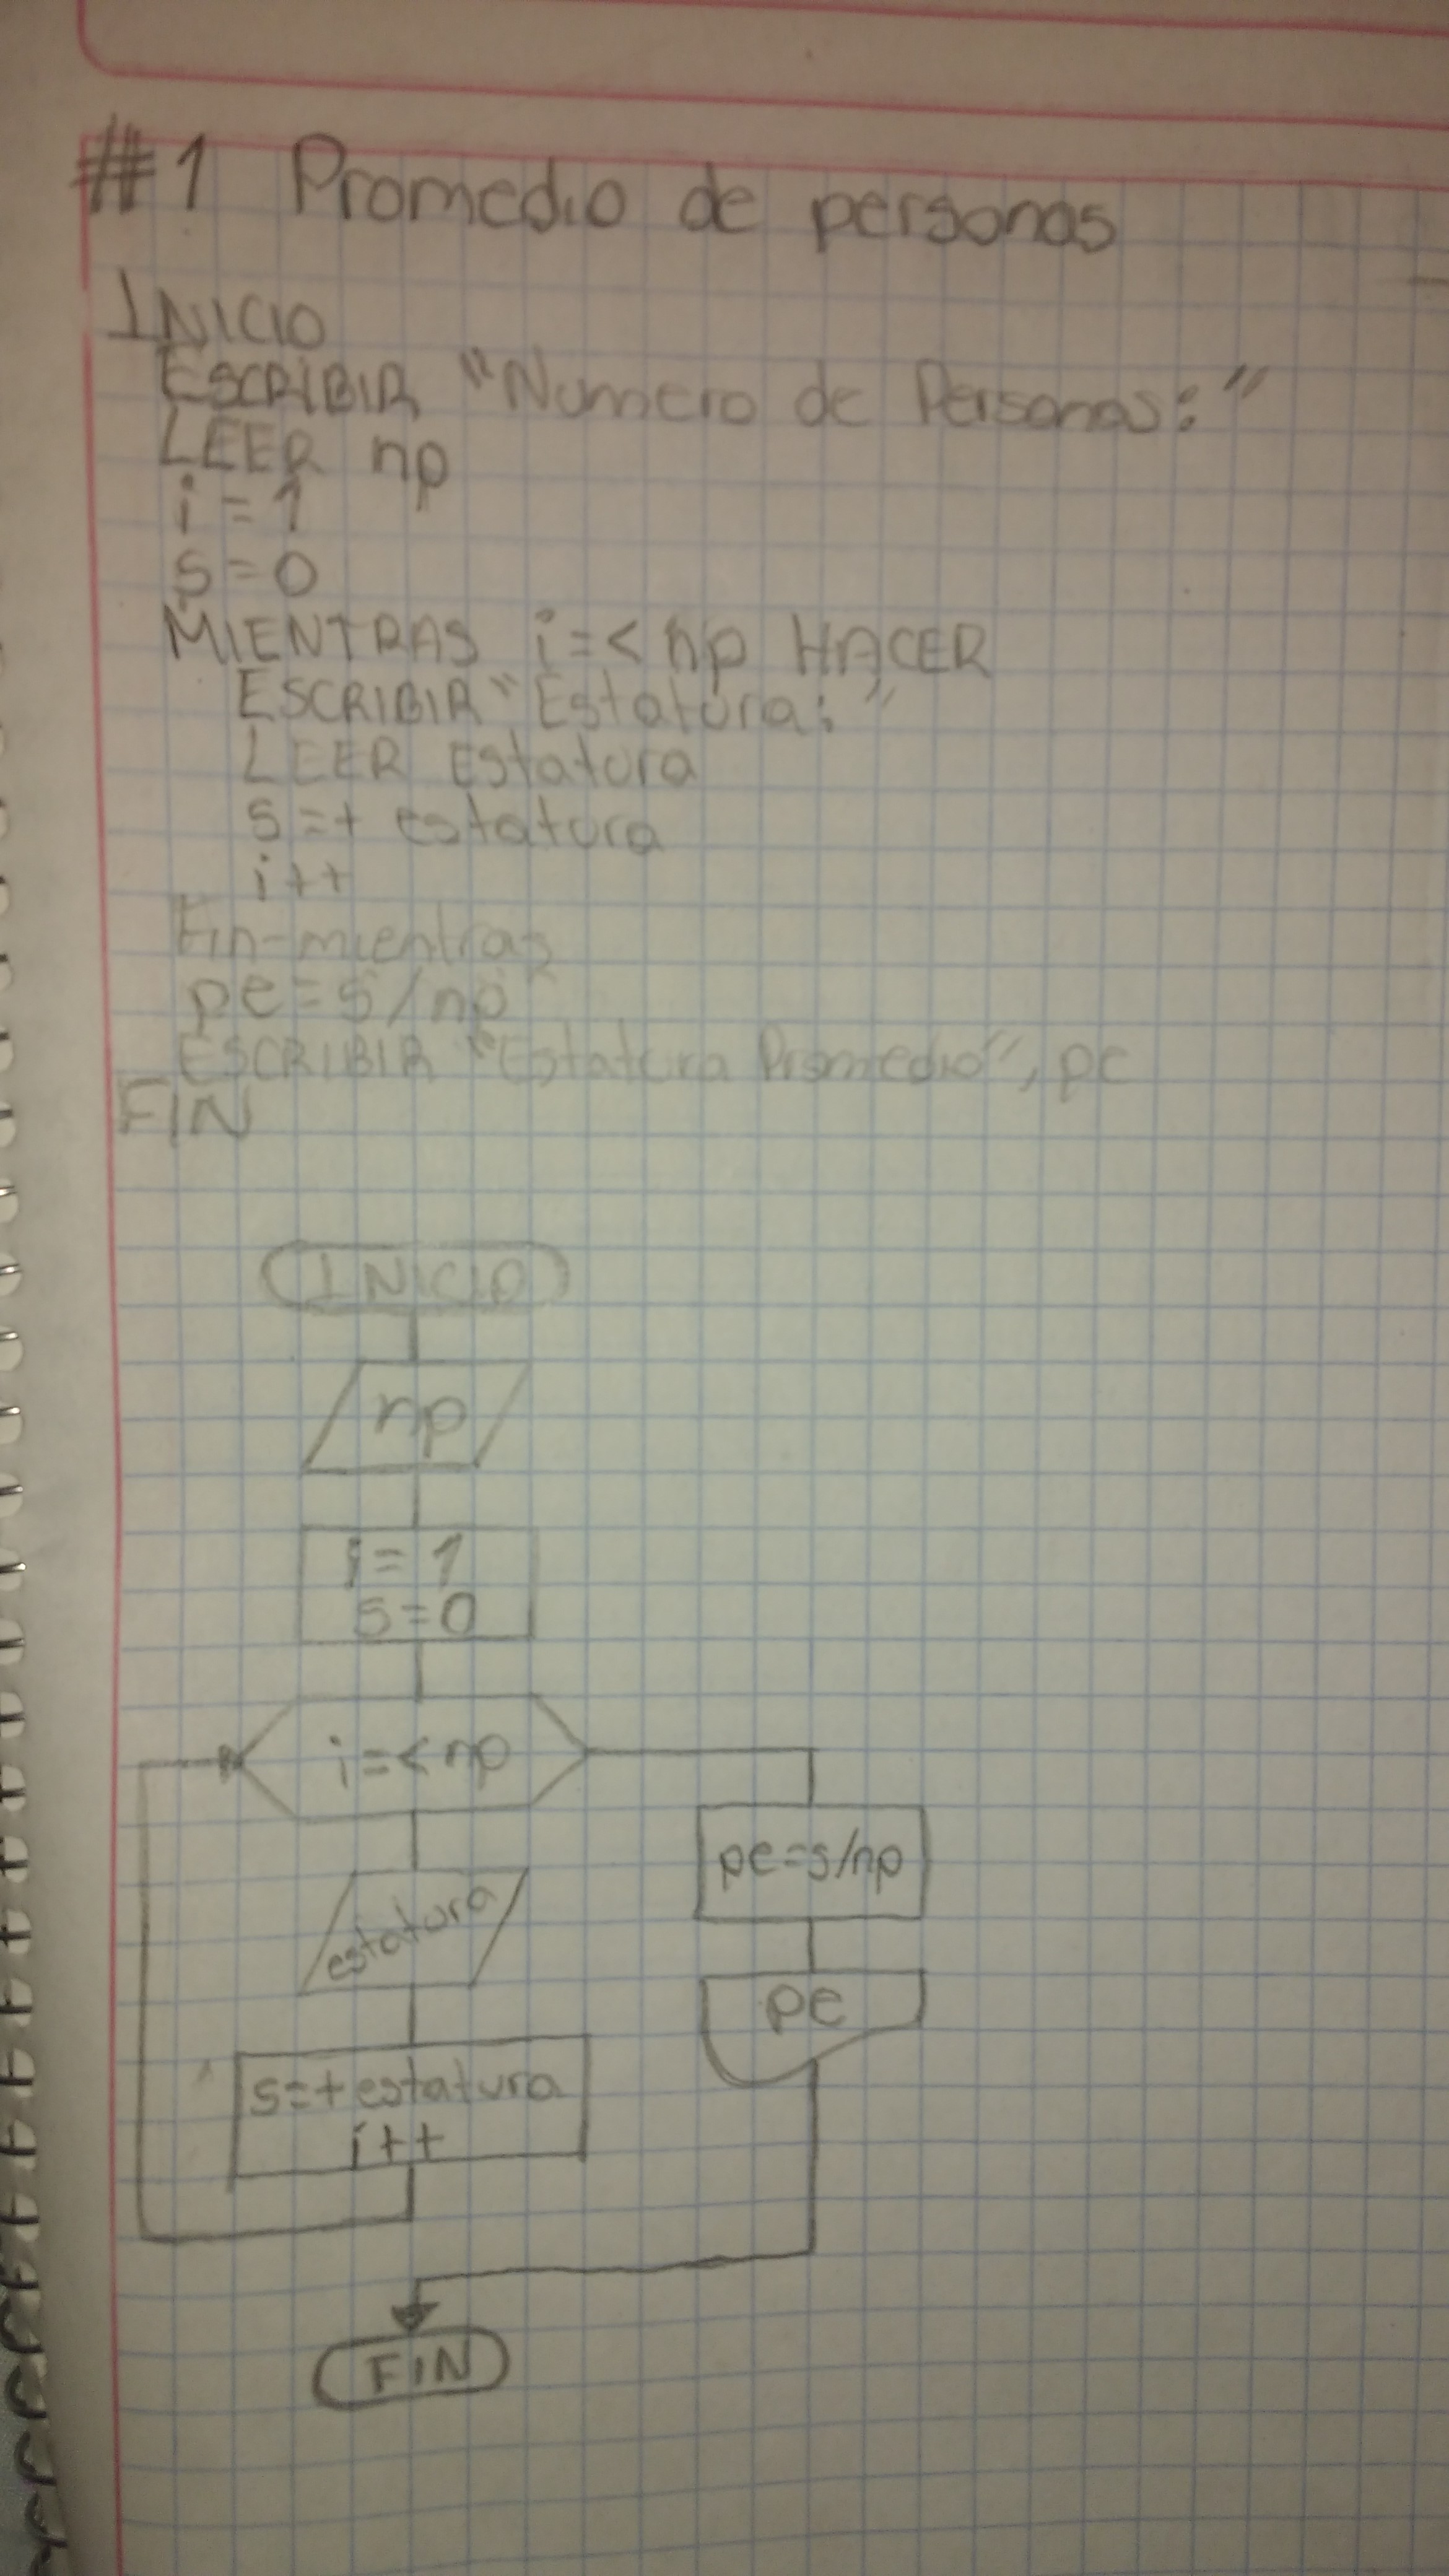 #1 Promedio de personas
INICIO
ESCRIBIR "Numero de Personas:"
LEER np
i=1
s=0
MIENTRAS i=< np HACER
ESCRIBIR "Estatura:"
LEER Estatura
s=+ estatura
i++
Fin-mientras
pe=s/np
ESCRIBIR "Estatura Promedio", pe
FIN
INICIO
np
i=1
s=0
i=< np
pe=s/np
estatura
pe
s=+estatura
i++
FIN